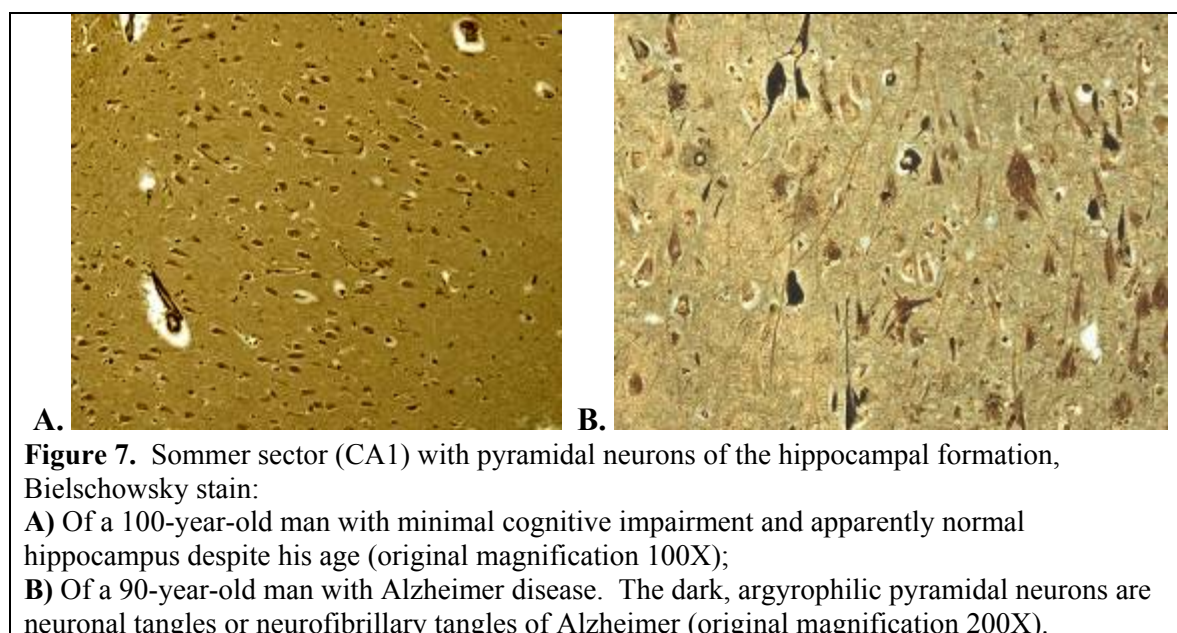 A. B.
Figure 7. Sommer sector (CA1) with pyramidal neurons of the hippocampal formation,
Bielschowsky stain:
A) Of a 100-year-old man with minimal cognitive impairment and apparently normal
hippocampus despite his age (original magnification 100X);
B) Of a 90-year-old man with Alzheimer disease. The dark, argyrophilic pyramidal neurons are
neuronal tangles or neurofibrillary tangles of Alzheimer (original magnification 200X).